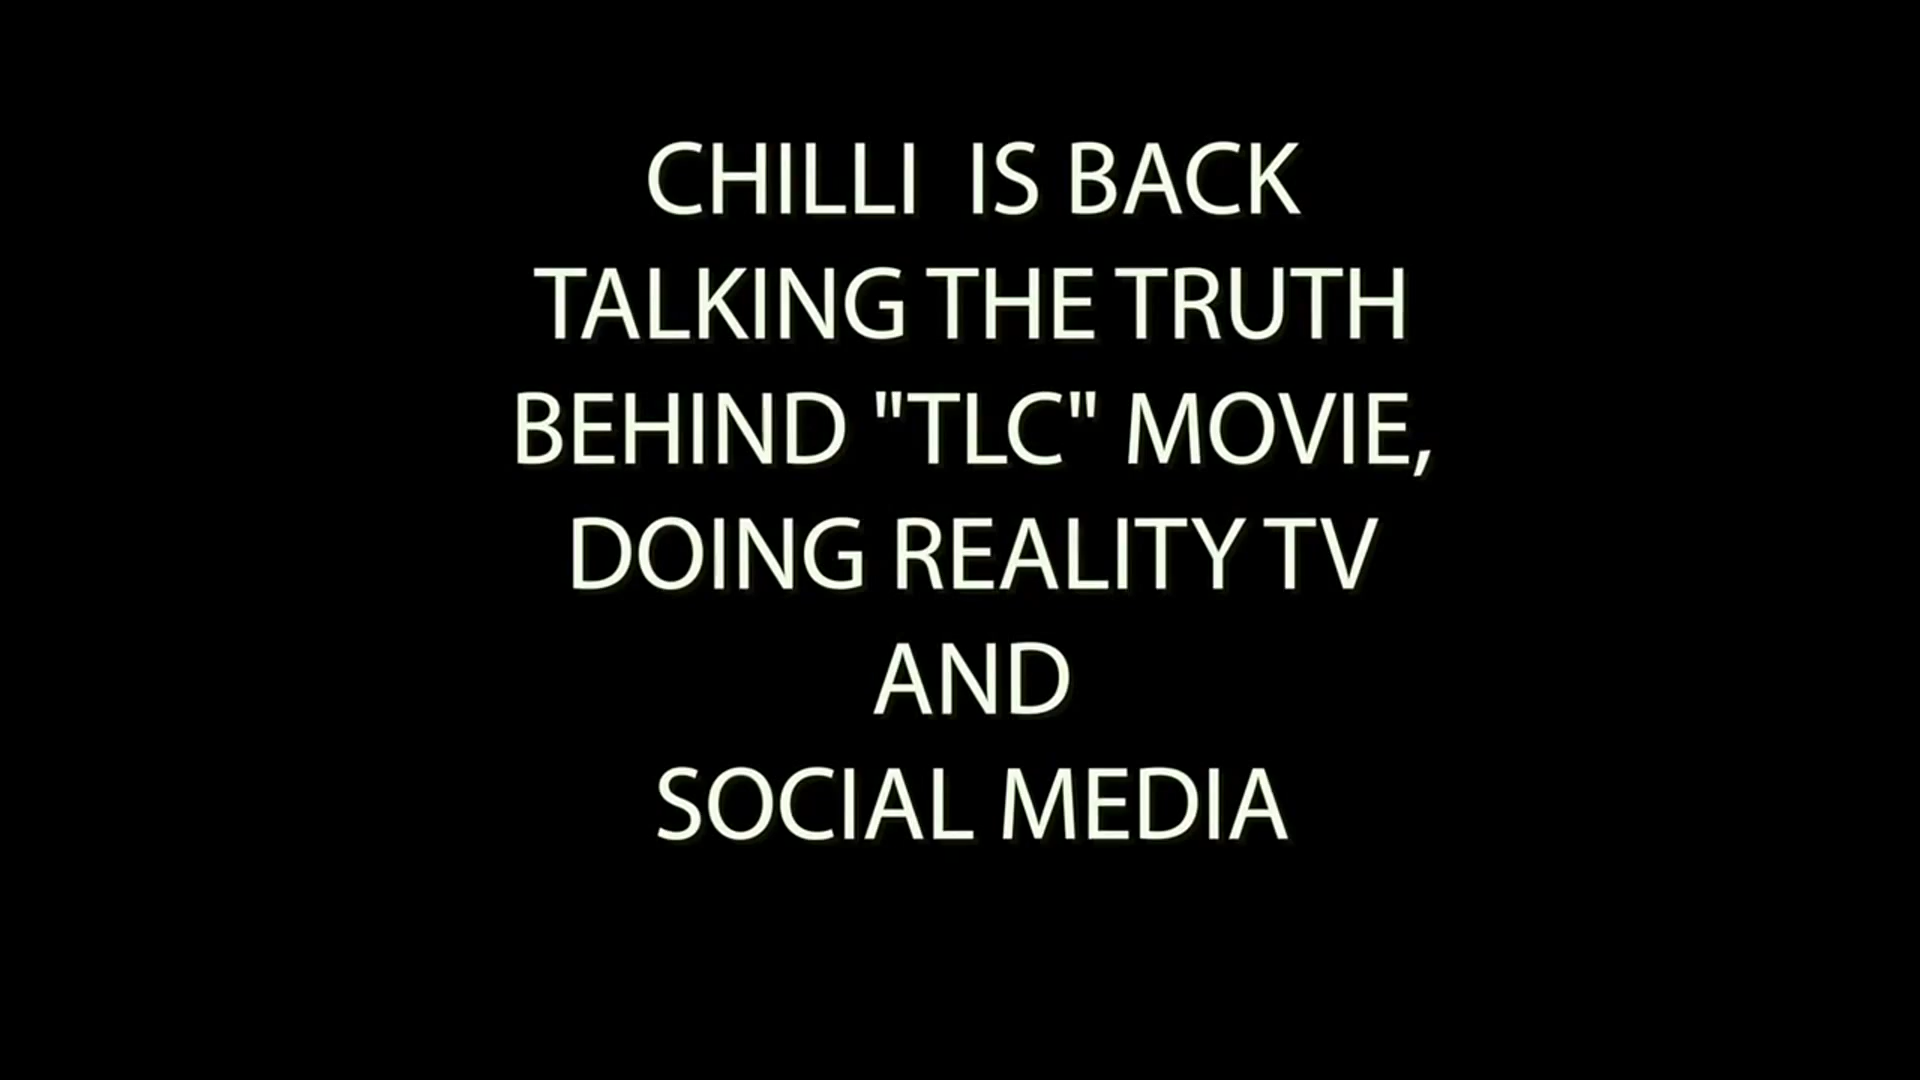 CHILLI  IS BACK
TALKING THE TRUTH
BEHIND "TLC" MOVIE,
DOING REALITY TV
AND
SOCIAL MEDIA